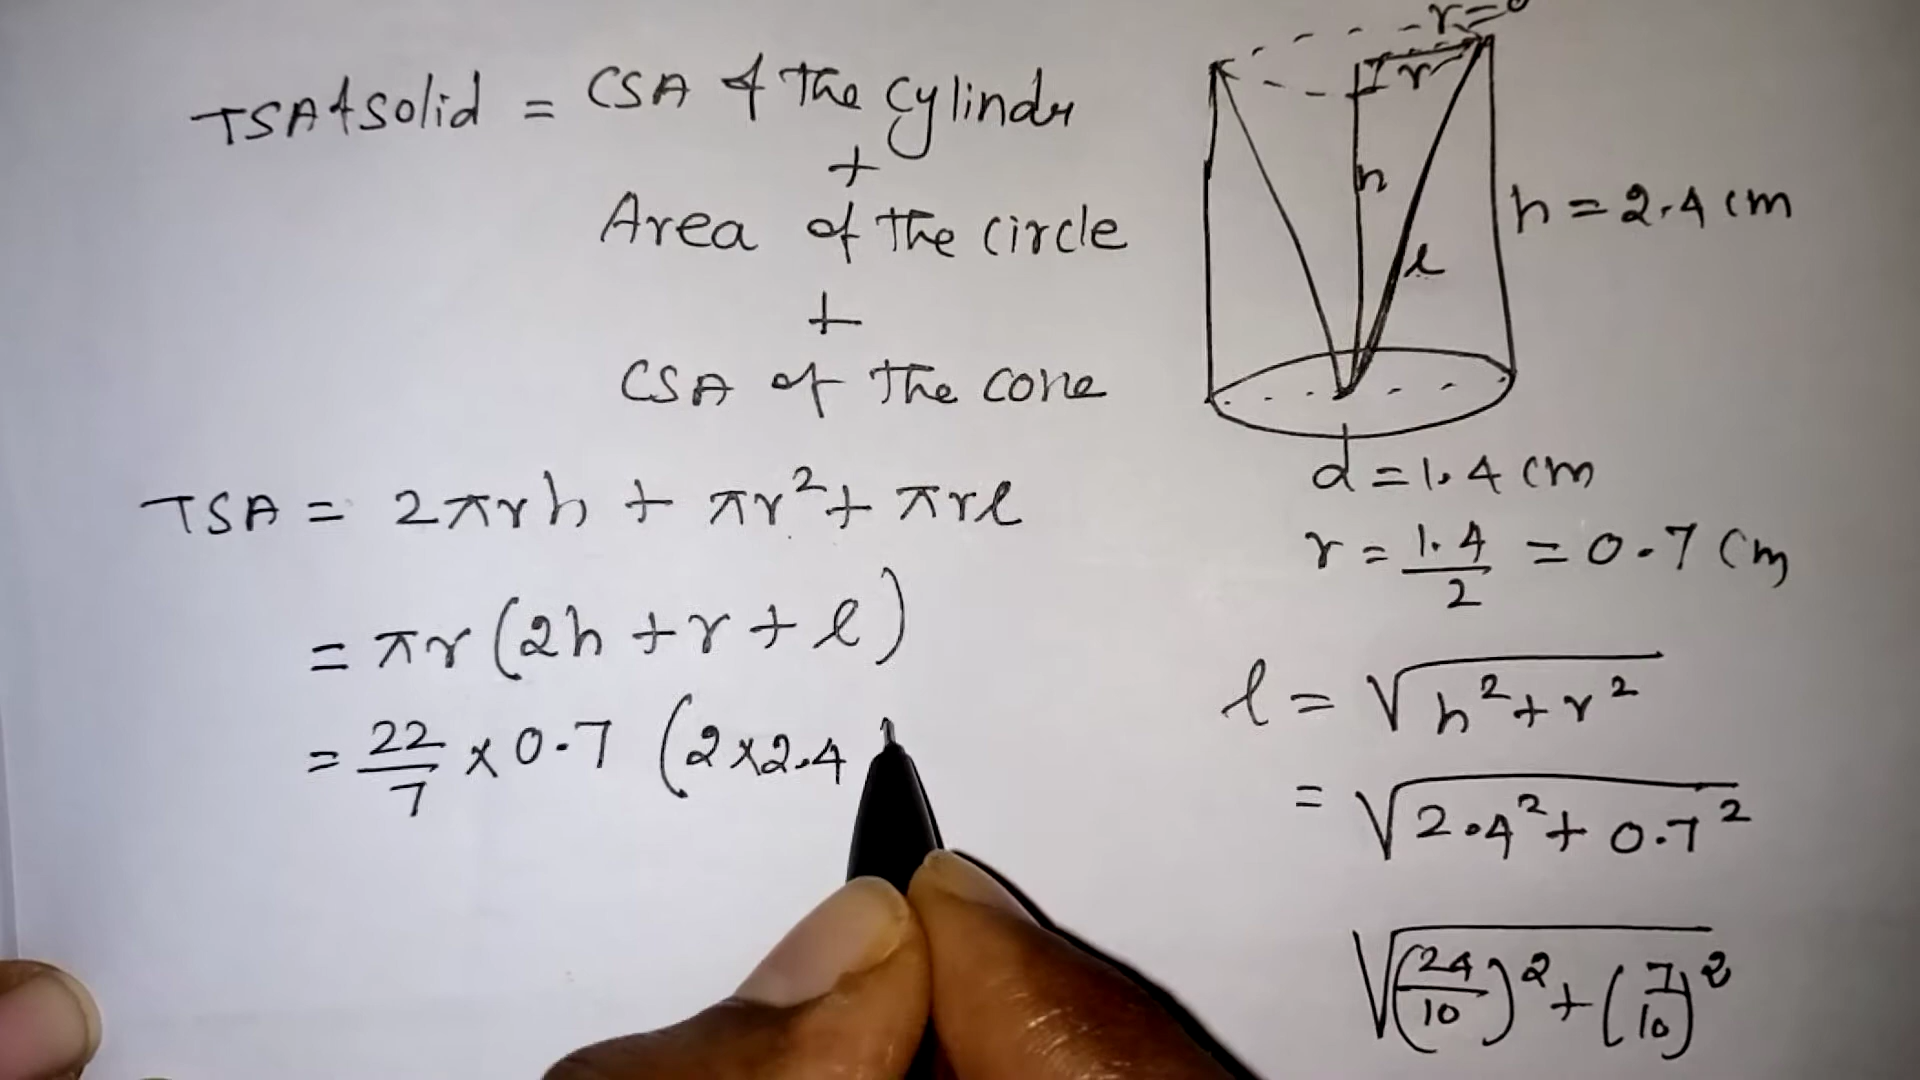 TSA of solid = CSA of the cylindr
+
Area of the circle
+
CSA of the cone
TSA = 2πrh + πr² + πrl
= πr (2h + r + l)
= 22/7 × 0.7 (2×2.4
r=
r
h
l
h = 2.4 cm
d = 1.4 cm
r = 1.4/2 = 0.7 cm
l = √(h² + r²)
= √(2.4² + 0.7²)
√((24/10)² + (7/10)²)